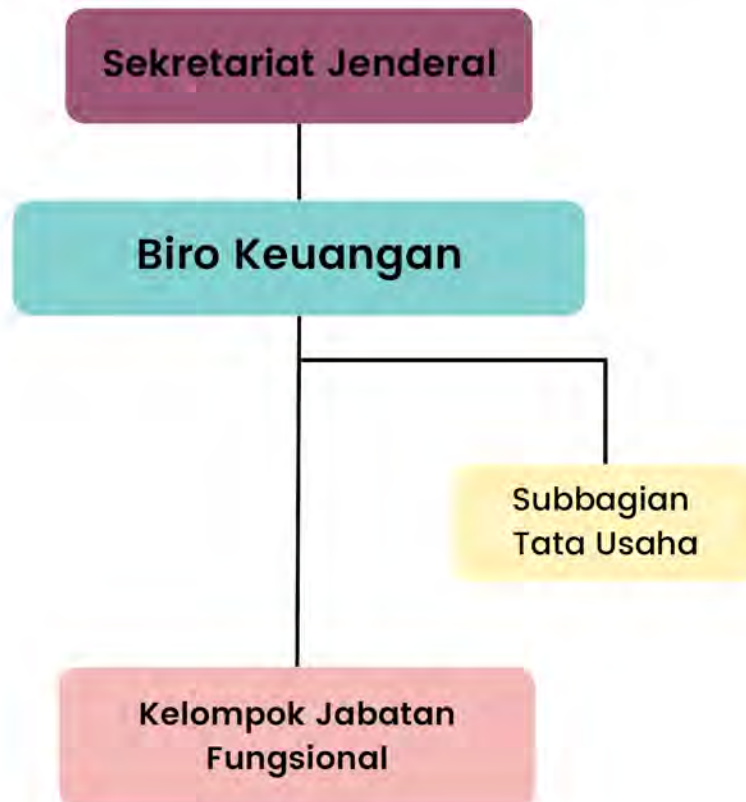 Sekretariat Jenderal
Biro Keuangan
Subbagian
Tata Usaha
Kelompok Jabatan
Fungsional